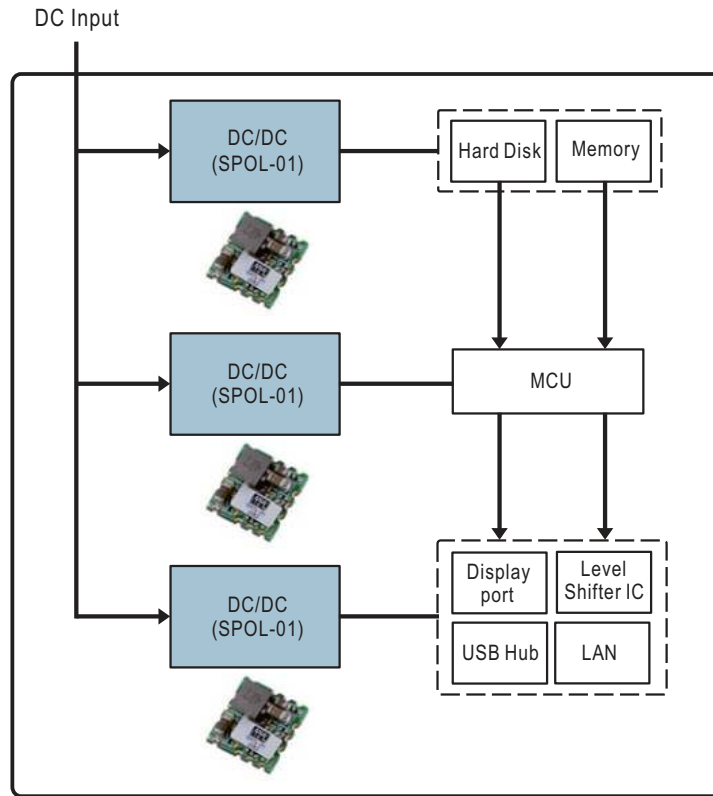 DC Input
DC/DC
(SPOL-01)
Hard Disk
Memory
DC/DC
(SPOL-01)
MCU
DC/DC
(SPOL-01)
Display
port
Level
Shifter IC
USB Hub
LAN